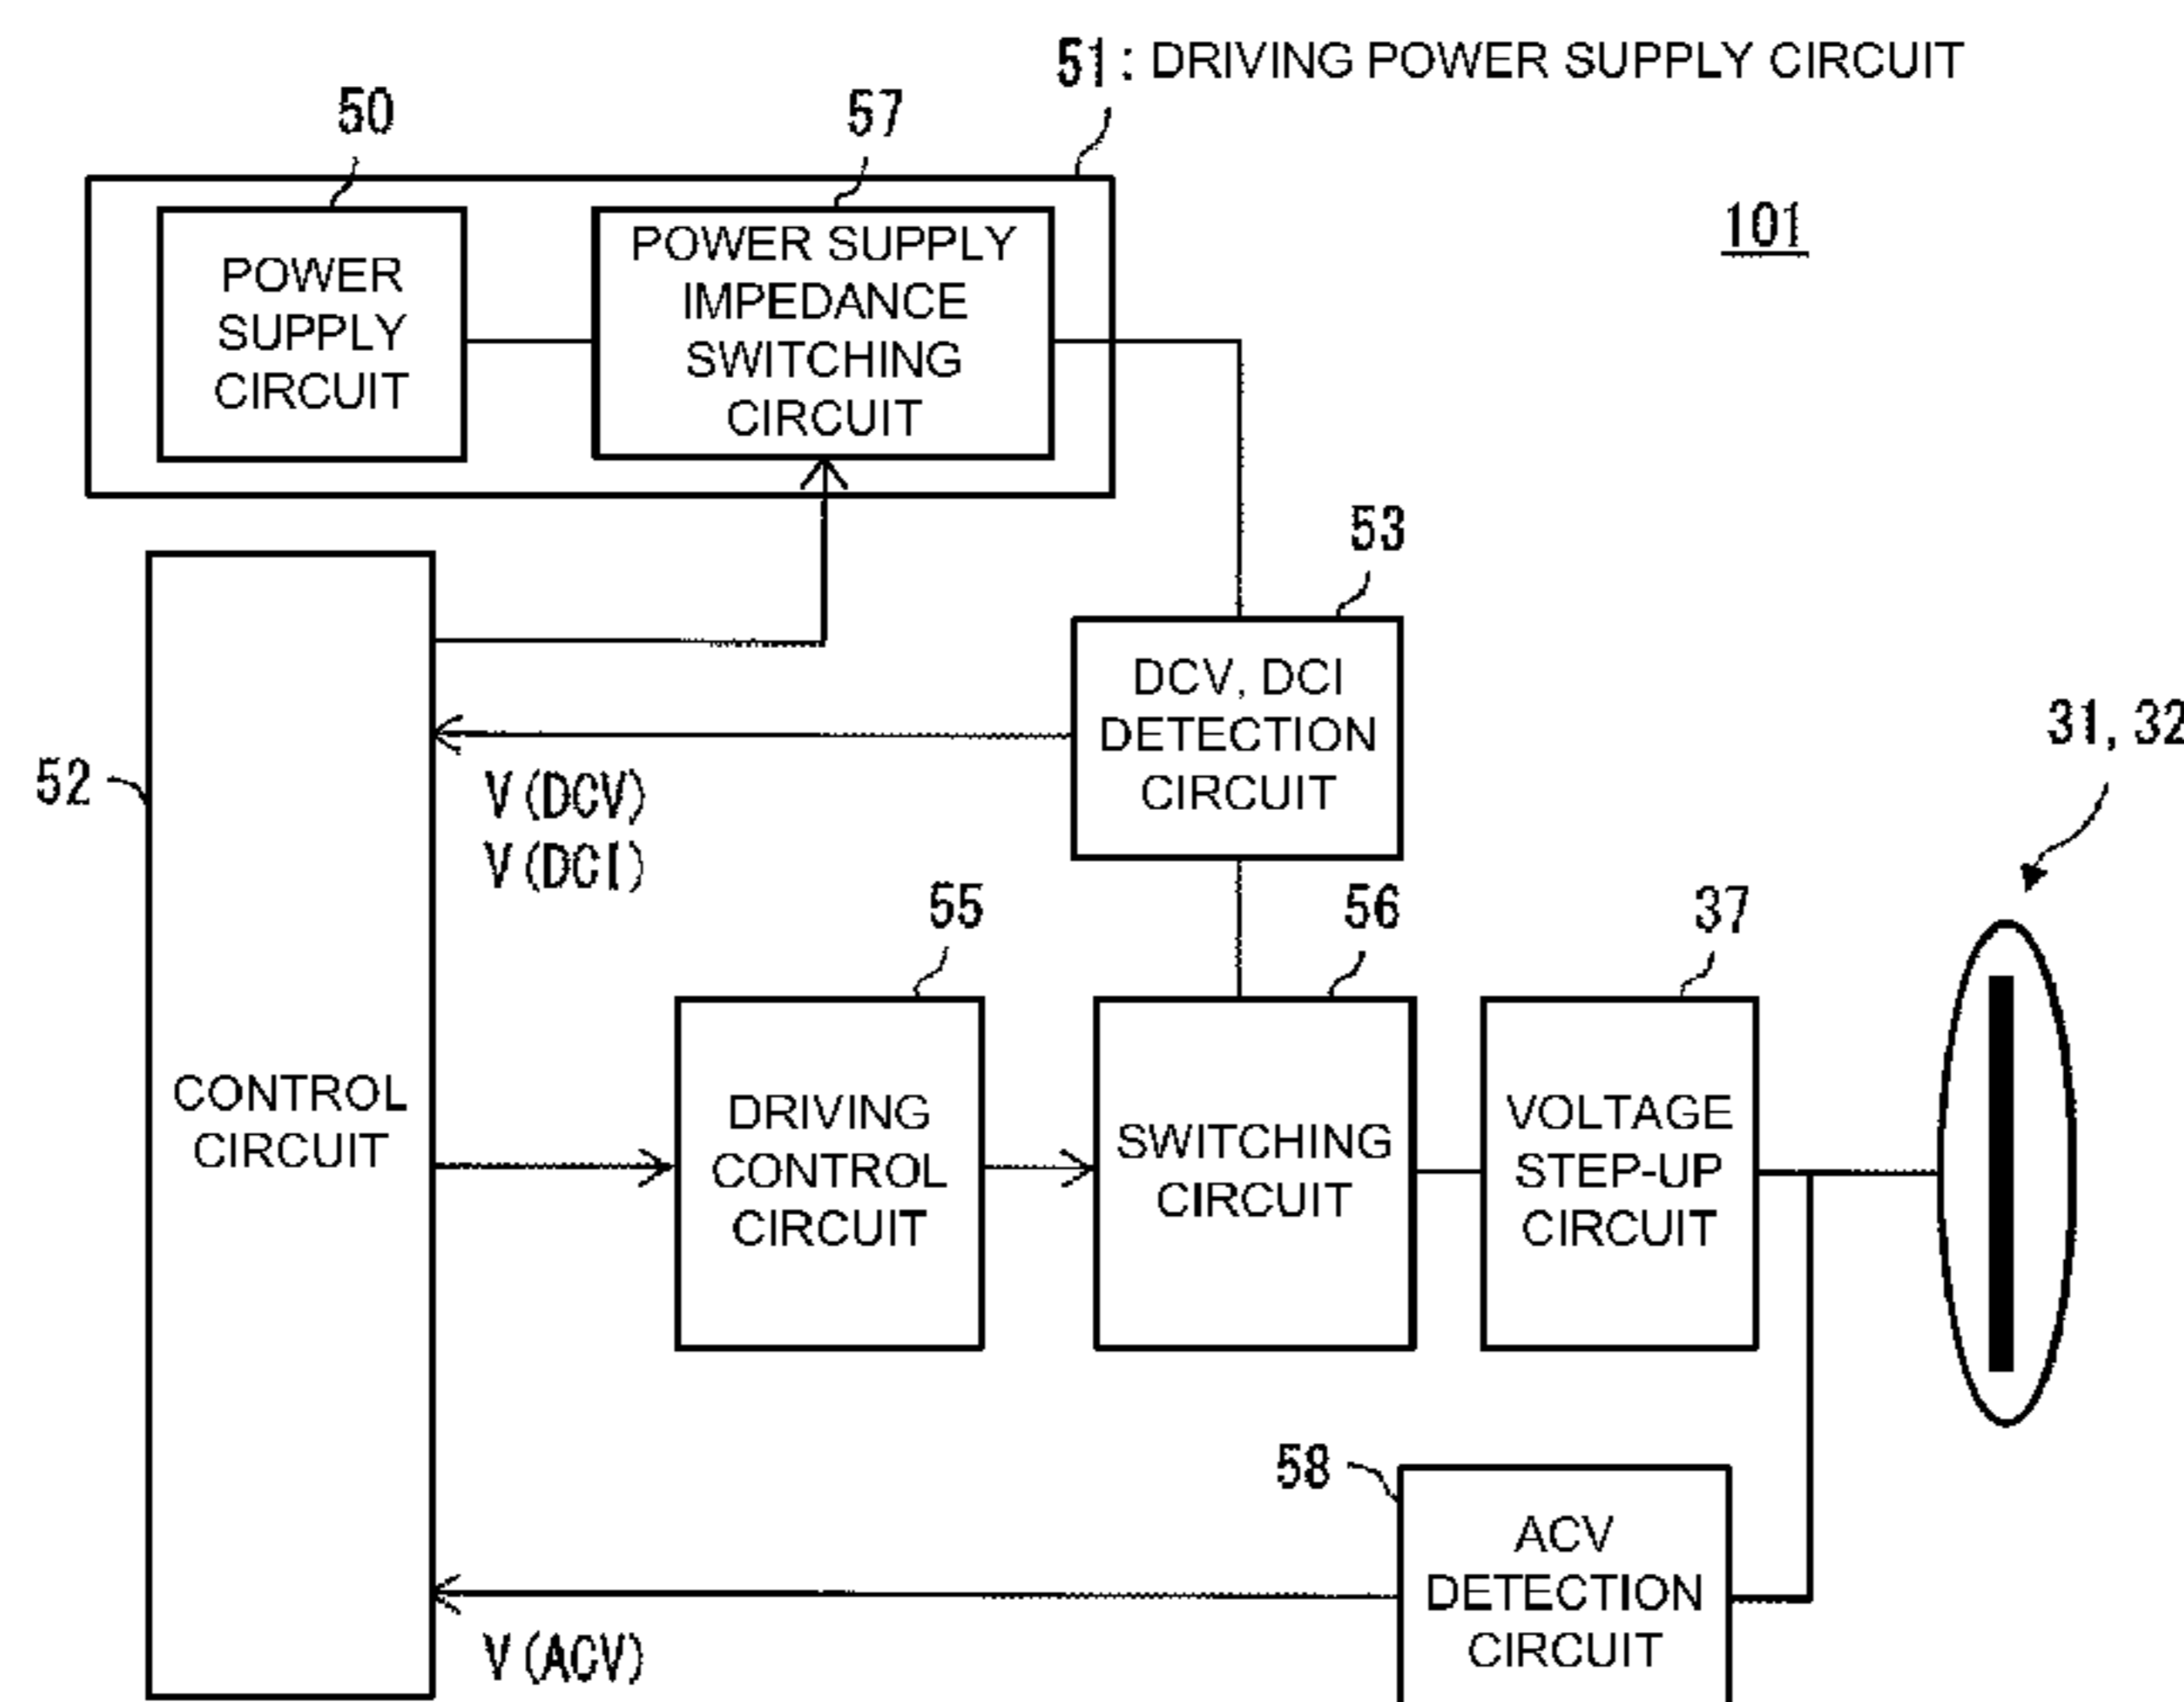 51: DRIVING POWER SUPPLY CIRCUIT
50
57
101
POWER
SUPPLY
CIRCUIT
POWER SUPPLY
IMPEDANCE
SWITCHING
CIRCUIT
53
DCV, DCI
DETECTION
CIRCUIT
31, 32
52
V(DCV)
V(DCI)
55
56
37
CONTROL
CIRCUIT
DRIVING
CONTROL
CIRCUIT
SWITCHING
CIRCUIT
VOLTAGE
STEP-UP
CIRCUIT
58
ACV
DETECTION
CIRCUIT
V(ACV)